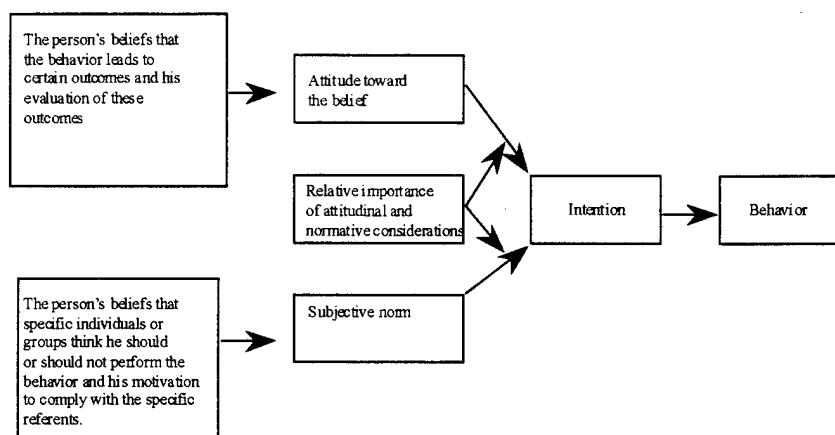 The person's beliefs that
the behavior leads to
certain outcomes and his
evaluation of these
outcomes
Attitude toward
the belief
Relative importance
of attitudinal and
normative considerations
Intention
Behavior
The person's beliefs that
specific individuals or
groups think he should
or should not perform the
behavior and his motivation
to comply with the specific
referents.
Subjective norm